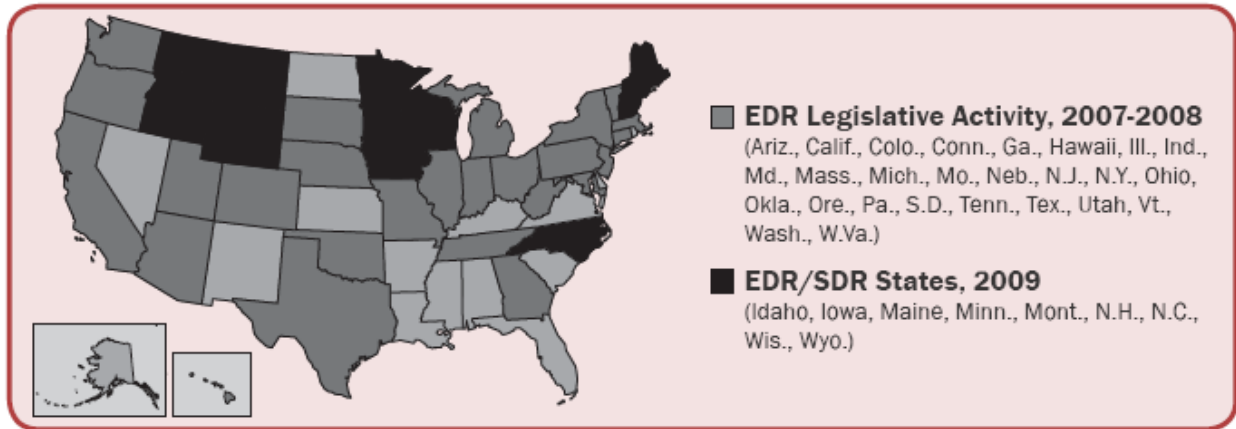 EDR Legislative Activity, 2007-2008
(Ariz., Calif., Colo., Conn., Ga., Hawaii, Ill., Ind.,
Md., Mass., Mich., Mo., Neb., N.J., N.Y., Ohio,
Okla., Ore., Pa., S.D., Tenn., Tex., Utah, Vt.,
Wash., W.Va.)
EDR/SDR States, 2009
(Idaho, Iowa, Maine, Minn., Mont., N.H., N.C.,
Wis., Wyo.)